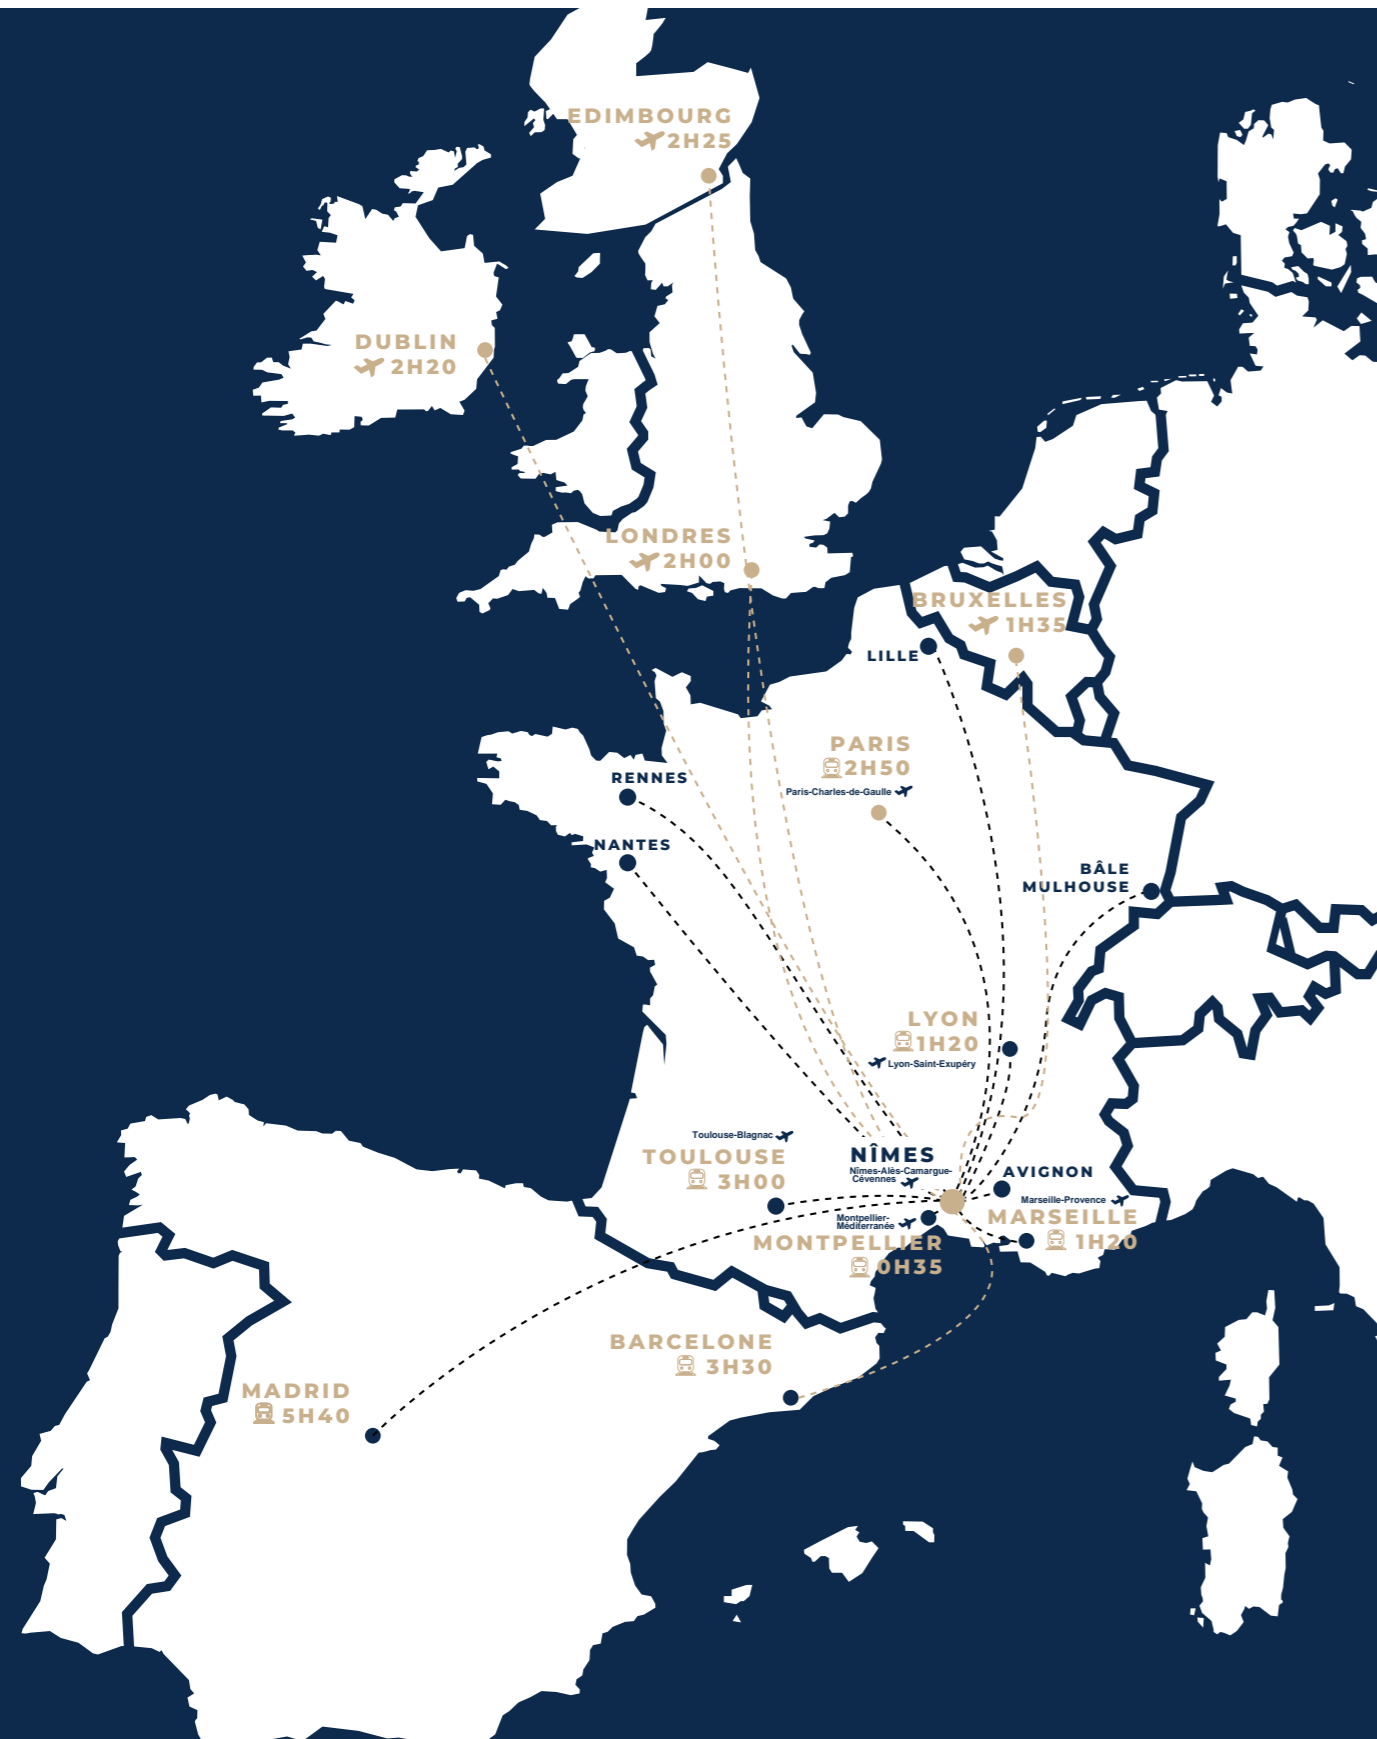 EDIMBOURG
2H25
DUBLIN
2H20
LONDRES
2H00
BRUXELLES
1H35
LILLE
PARIS
2H50
Paris-Charles-de-Gaulle
RENNES
NANTES
BÂLE
MULHOUSE
LYON
1H20
Lyon-Saint-Exupéry
Toulouse-Blagnac
TOULOUSE
3H00
NÎMES
Nîmes-Alès-Camargue-
Cévennes
AVIGNON
Marseille-Provence
MARSEILLE
1H20
Montpellier-
Méditerranée
MONTPELLIER
0H35
BARCELONE
3H30
MADRID
5H40